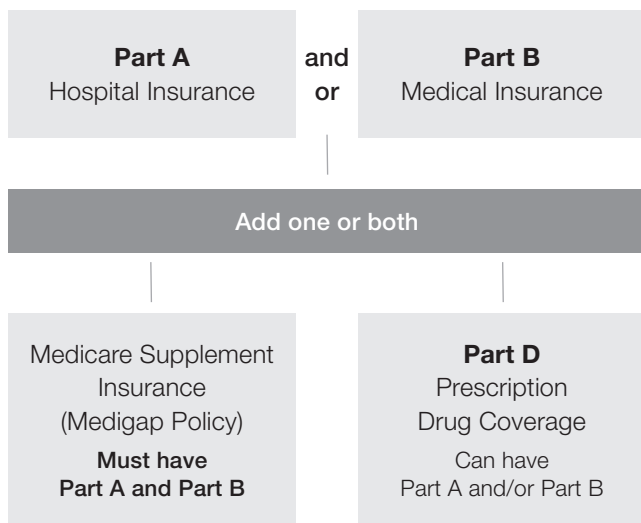 Part A
Hospital Insurance
and
or
Part B
Medical Insurance
Add one or both
Medicare Supplement
Insurance
(Medigap Policy)
Must have
Part A and Part B
Part D
Prescription
Drug Coverage
Can have
Part A and/or Part B